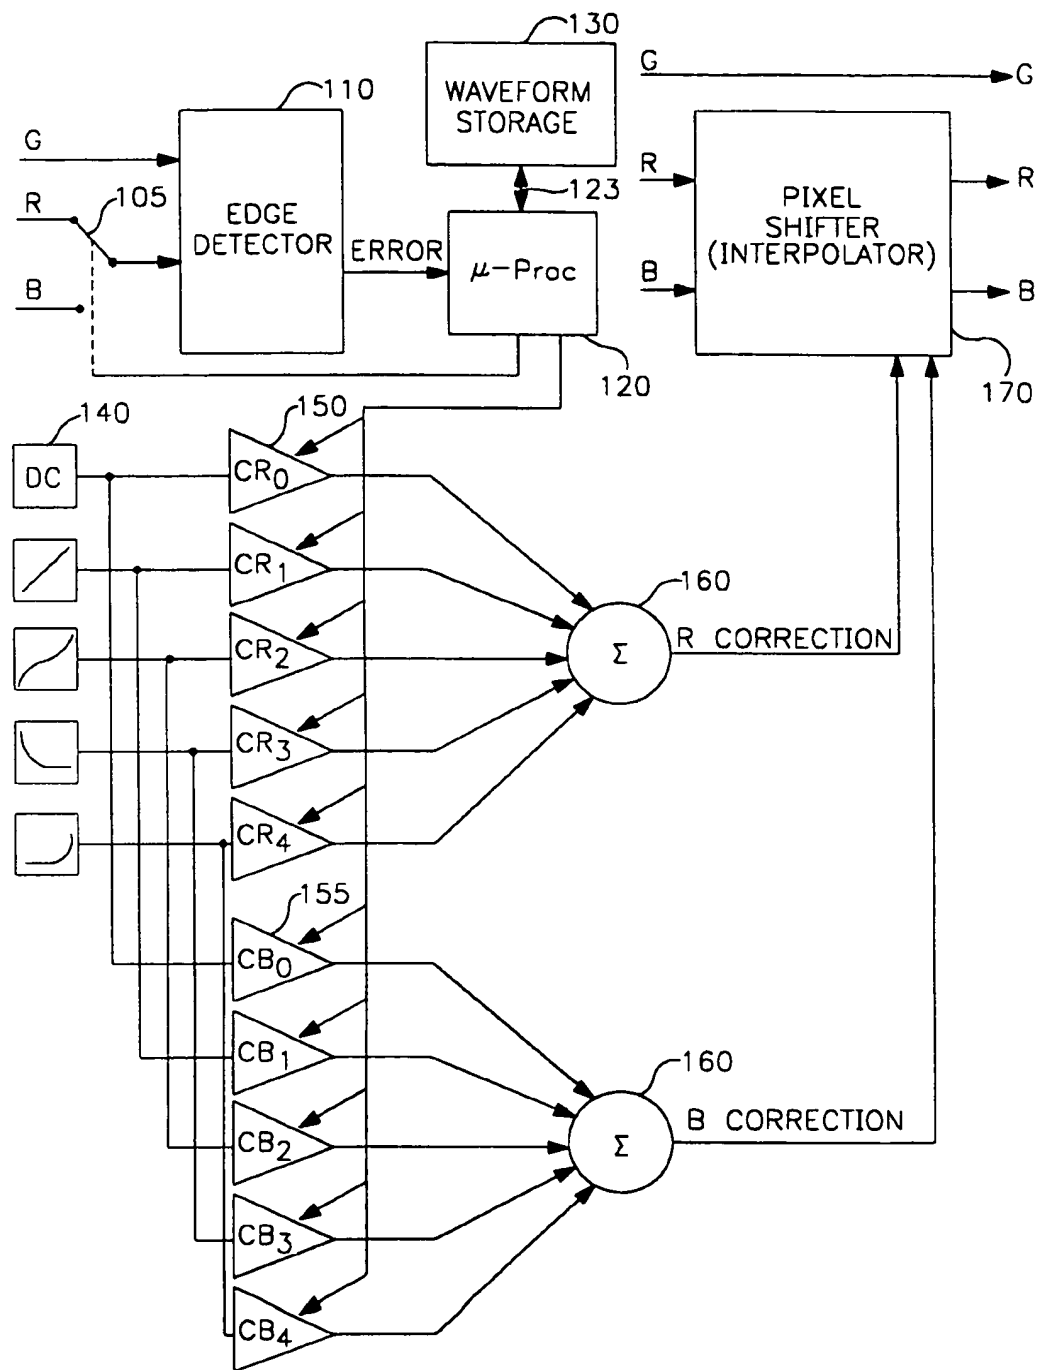 130
WAVEFORM
STORAGE
123
G
G
110
G
R
105
B
EDGE
DETECTOR
ERROR
μ-Proc
120
R
B
PIXEL
SHIFTER
(INTERPOLATOR)
R
B
170
140
DC
150
CR0
CR1
CR2
CR3
CR4
160
Σ
R CORRECTION
155
CB0
CB1
CB2
CB3
CB4
160
Σ
B CORRECTION